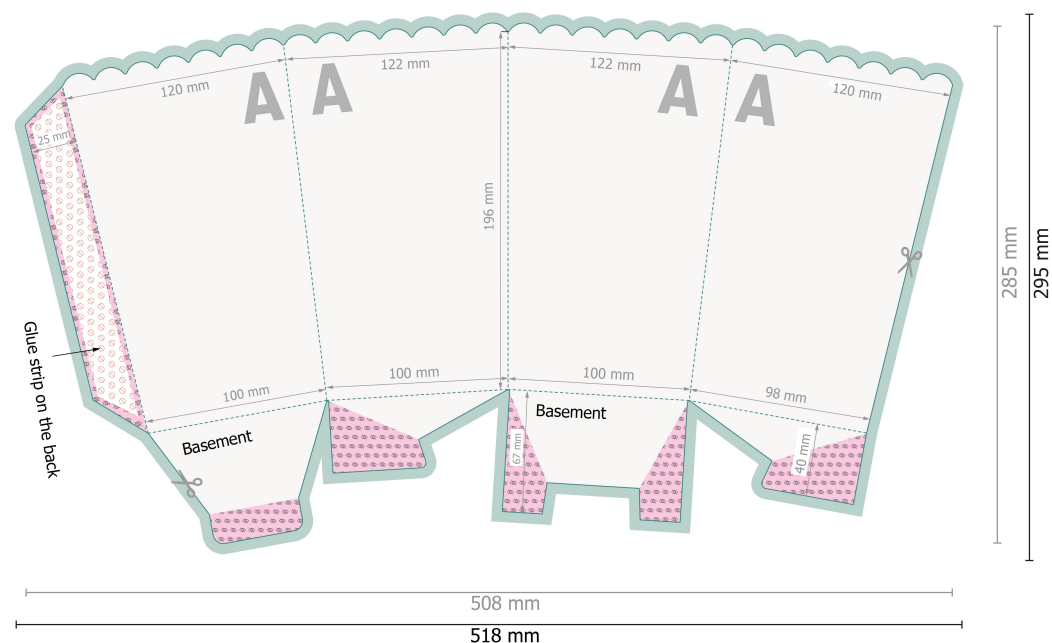 120 mm
A
A
122 mm
122 mm
A
A
120 mm
25 mm
196 mm
285 mm
295 mm
Glue strip on the back
100 mm
100 mm
100 mm
98 mm
Basement
Basement
67 mm
40 mm
508 mm
518 mm